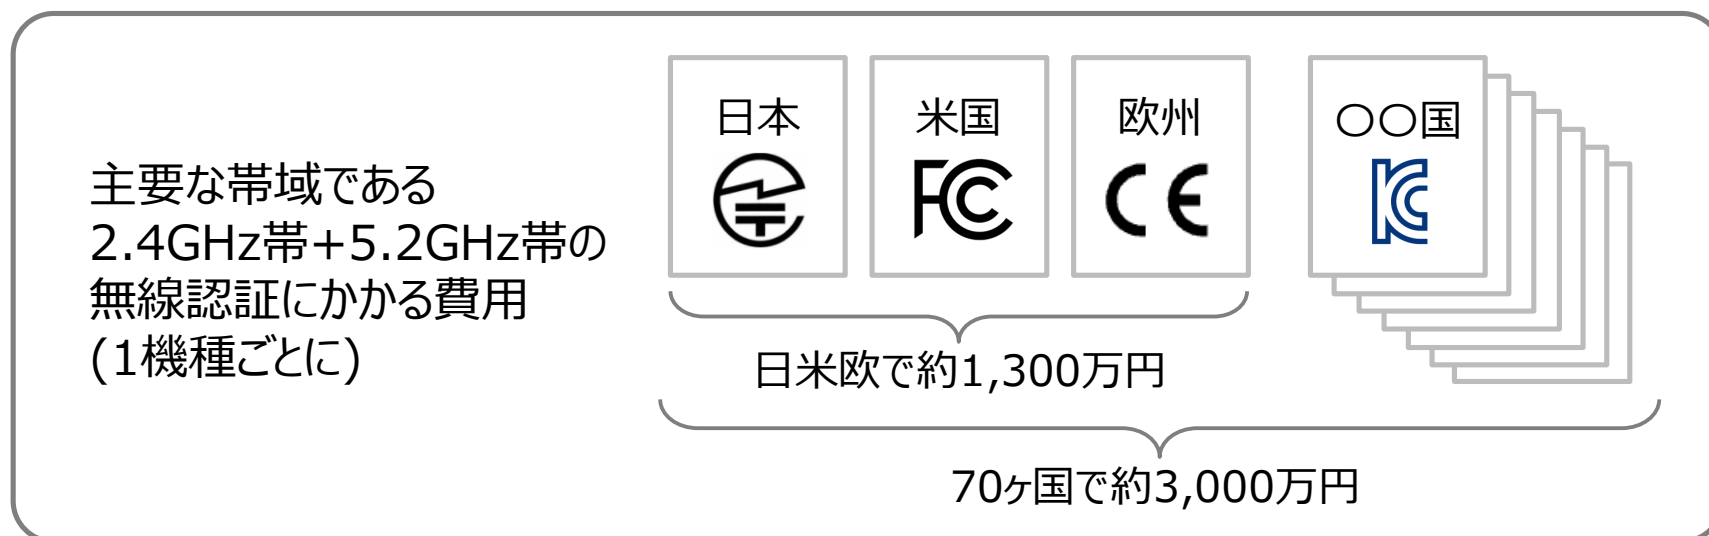 主要な帯域である
2.4GHz帯+5.2GHz帯の
無線認証にかかる費用
(1機種ごとに)
日本
米国
FC
欧州
CE
〇〇国
KC
日米欧で約1,300万円
70ヶ国で約3,000万円